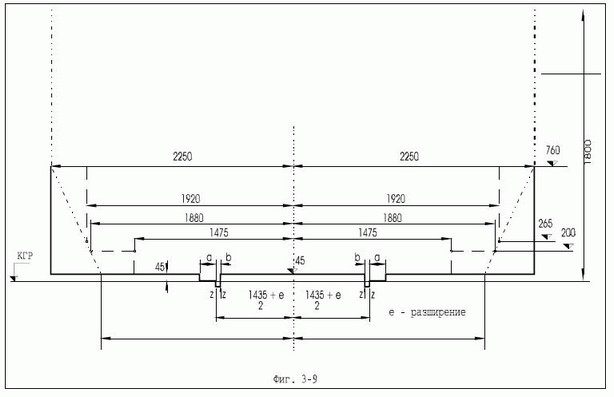 2250 2250 760
1800
1920 1920
1880 1880 265
200
1475 1475
КГР
45 a b 45 b a
z z z z
1435 + e 1435 + e
2 2
e - разширение
Фиг. 3-9